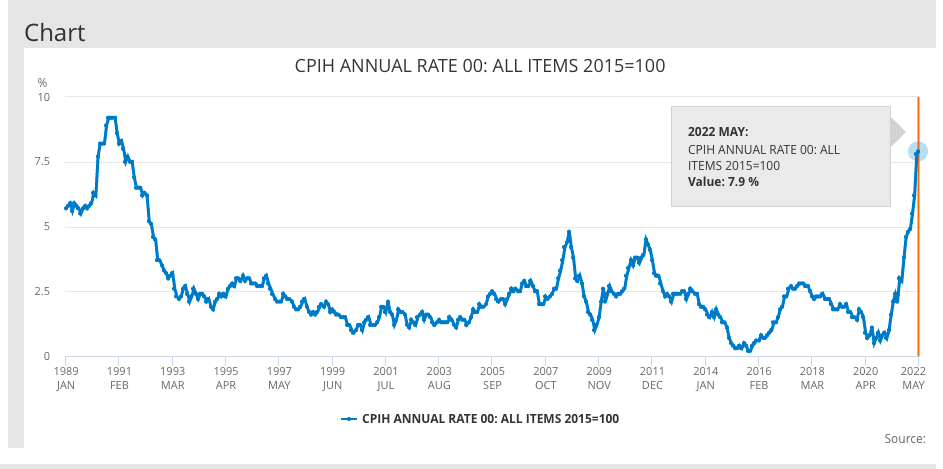 Chart
CPIH ANNUAL RATE 00: ALL ITEMS 2015=100
%
10
7.5
5
2.5
0
2022 MAY:
CPIH ANNUAL RATE 00: ALL
ITEMS 2015=100
Value: 7.9 %
1989 1991 1993 1995 1997 1999 2001 2003 2005 2007 2009 2011 2014 2016 2018 2020 2022
JAN FEB MAR APR MAY JUN JUL AUG SEP OCT NOV DEC JAN FEB MAR APR MAY
CPIH ANNUAL RATE 00: ALL ITEMS 2015=100
Source: